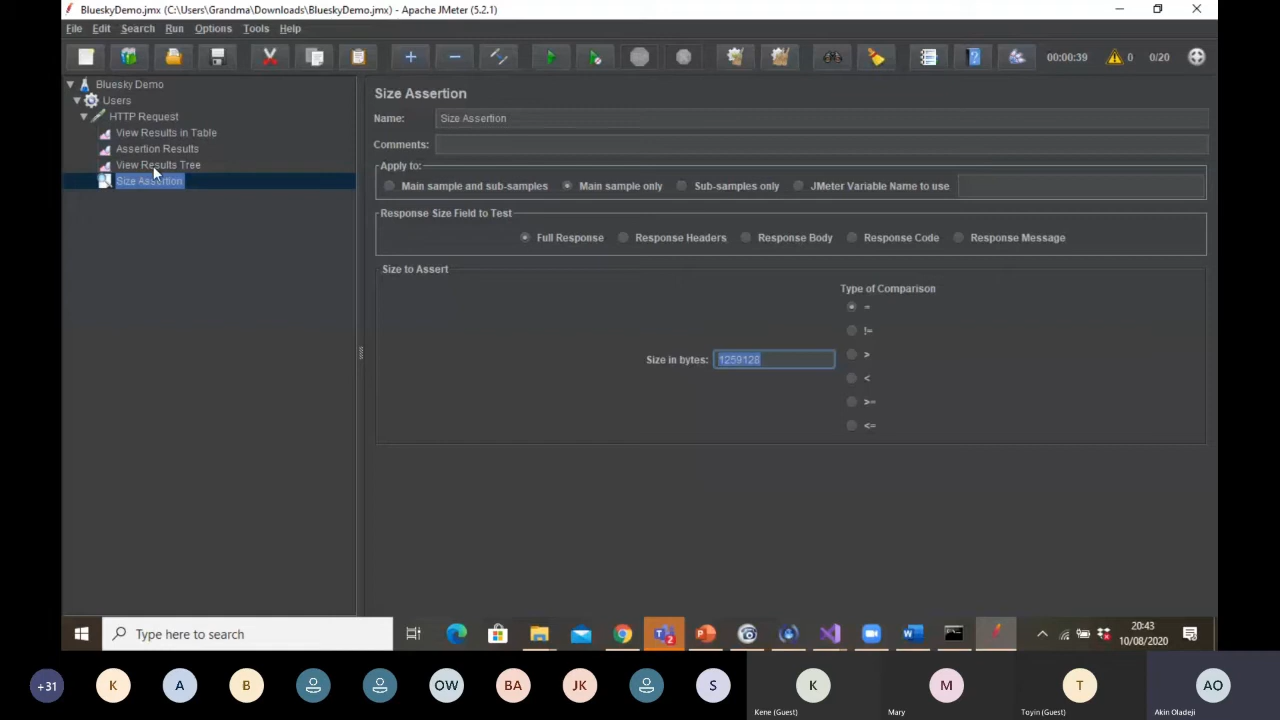 BlueskyDemo.jmx (C:\Users\Grandma\Downloads\BlueskyDemo.jmx) - Apache JMeter (5.2.1)
File Edit Search Run Options Tools Help
00:00:39 0 0/20
Bluesky Demo
Users
HTTP Request
View Results in Table
Assertion Results
View Results Tree
Size Assertion
Size Assertion
Name: Size Assertion
Comments:
Apply to:
Main sample and sub-samples Main sample only Sub-samples only JMeter Variable Name to use
Response Size Field to Test
Full Response Response Headers Response Body Response Code Response Message
Size to Assert
Type of Comparison
=
!=
Size in bytes: 1259128
>
<
>=
<=
Type here to search
2
20:43
10/08/2020
+31 K A B OW BA JK S K M T AO
Kene (Guest) Mary Toyin (Guest) Akin Oladeji